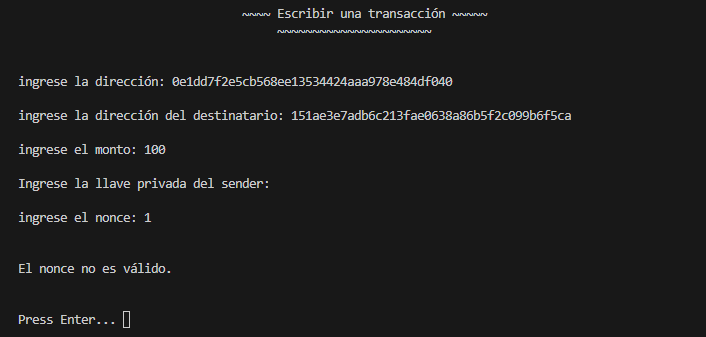 ~~~~ Escribir una transacción ~~~~~
~~~~~~~~~~~~~~~~~~~~~~
ingrese la dirección: 0e1dd7f2e5cb568ee13534424aaa978e484df040
ingrese la dirección del destinatario: 151ae3e7adb6c213fae0638a86b5f2c099b6f5ca
ingrese el monto: 100
Ingrese la llave privada del sender:
ingrese el nonce: 1
El nonce no es válido.
Press Enter...